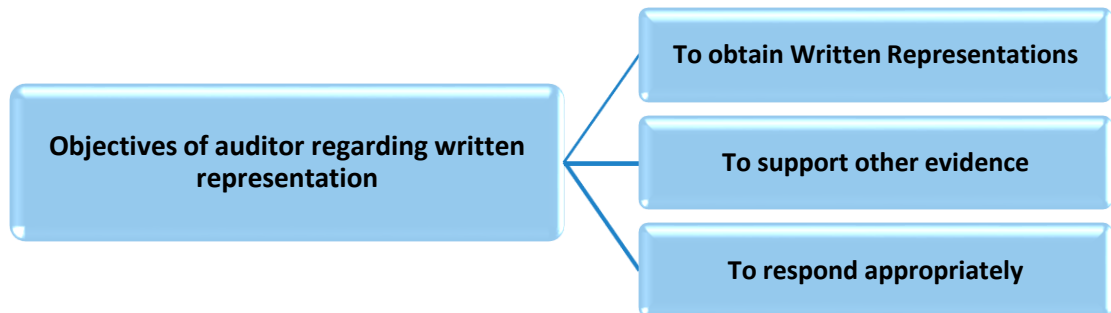 Objectives of auditor regarding written
representation
To obtain Written Representations
To support other evidence
To respond appropriately